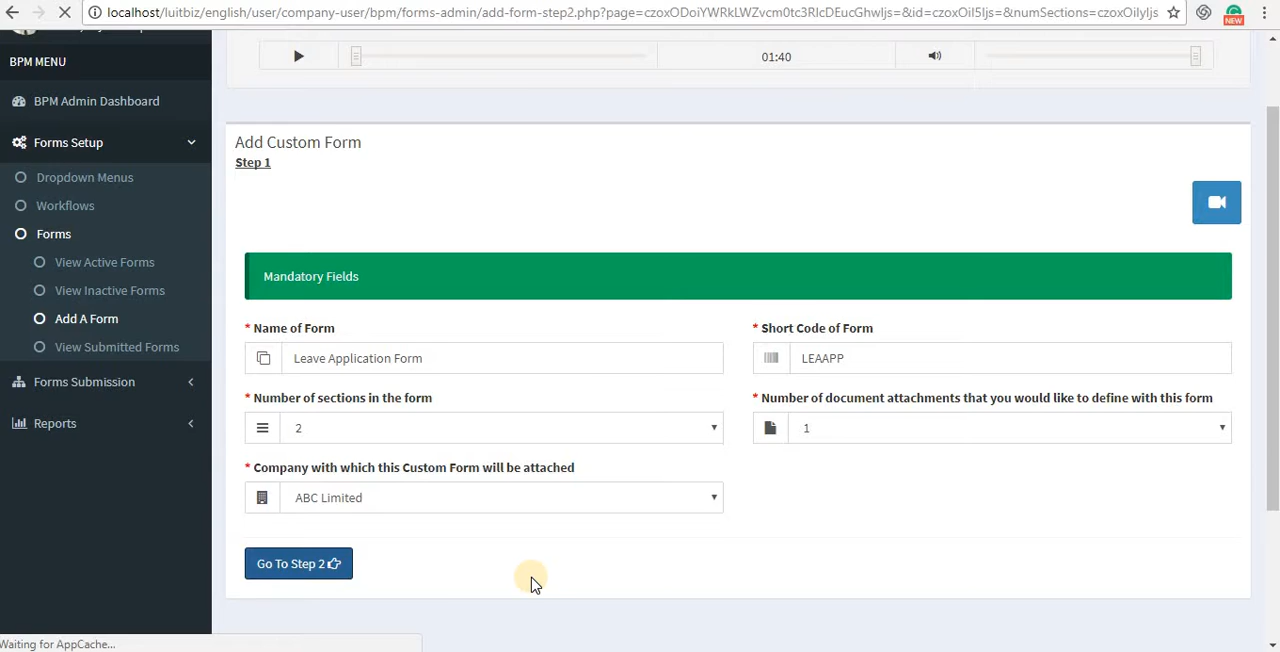 localhost/luitbiz/english/user/company-user/bpm/forms-admin/add-form-step2.php?page=czoxODoiYWRkLWZvcm0tc3RlcDEucGhwIjs=&id=czoxOiI5Ijs=&numSections=czoxOiIyIjs
NEW
BPM MENU
BPM Admin Dashboard
Forms Setup
Dropdown Menus
Workflows
Forms
View Active Forms
View Inactive Forms
Add A Form
View Submitted Forms
Forms Submission
Reports
01:40
Add Custom Form
Step 1
Mandatory Fields
* Name of Form
Leave Application Form
* Short Code of Form
LEAAPP
* Number of sections in the form
2
* Number of document attachments that you would like to define with this form
1
* Company with which this Custom Form will be attached
ABC Limited
Go To Step 2
Waiting for AppCache...